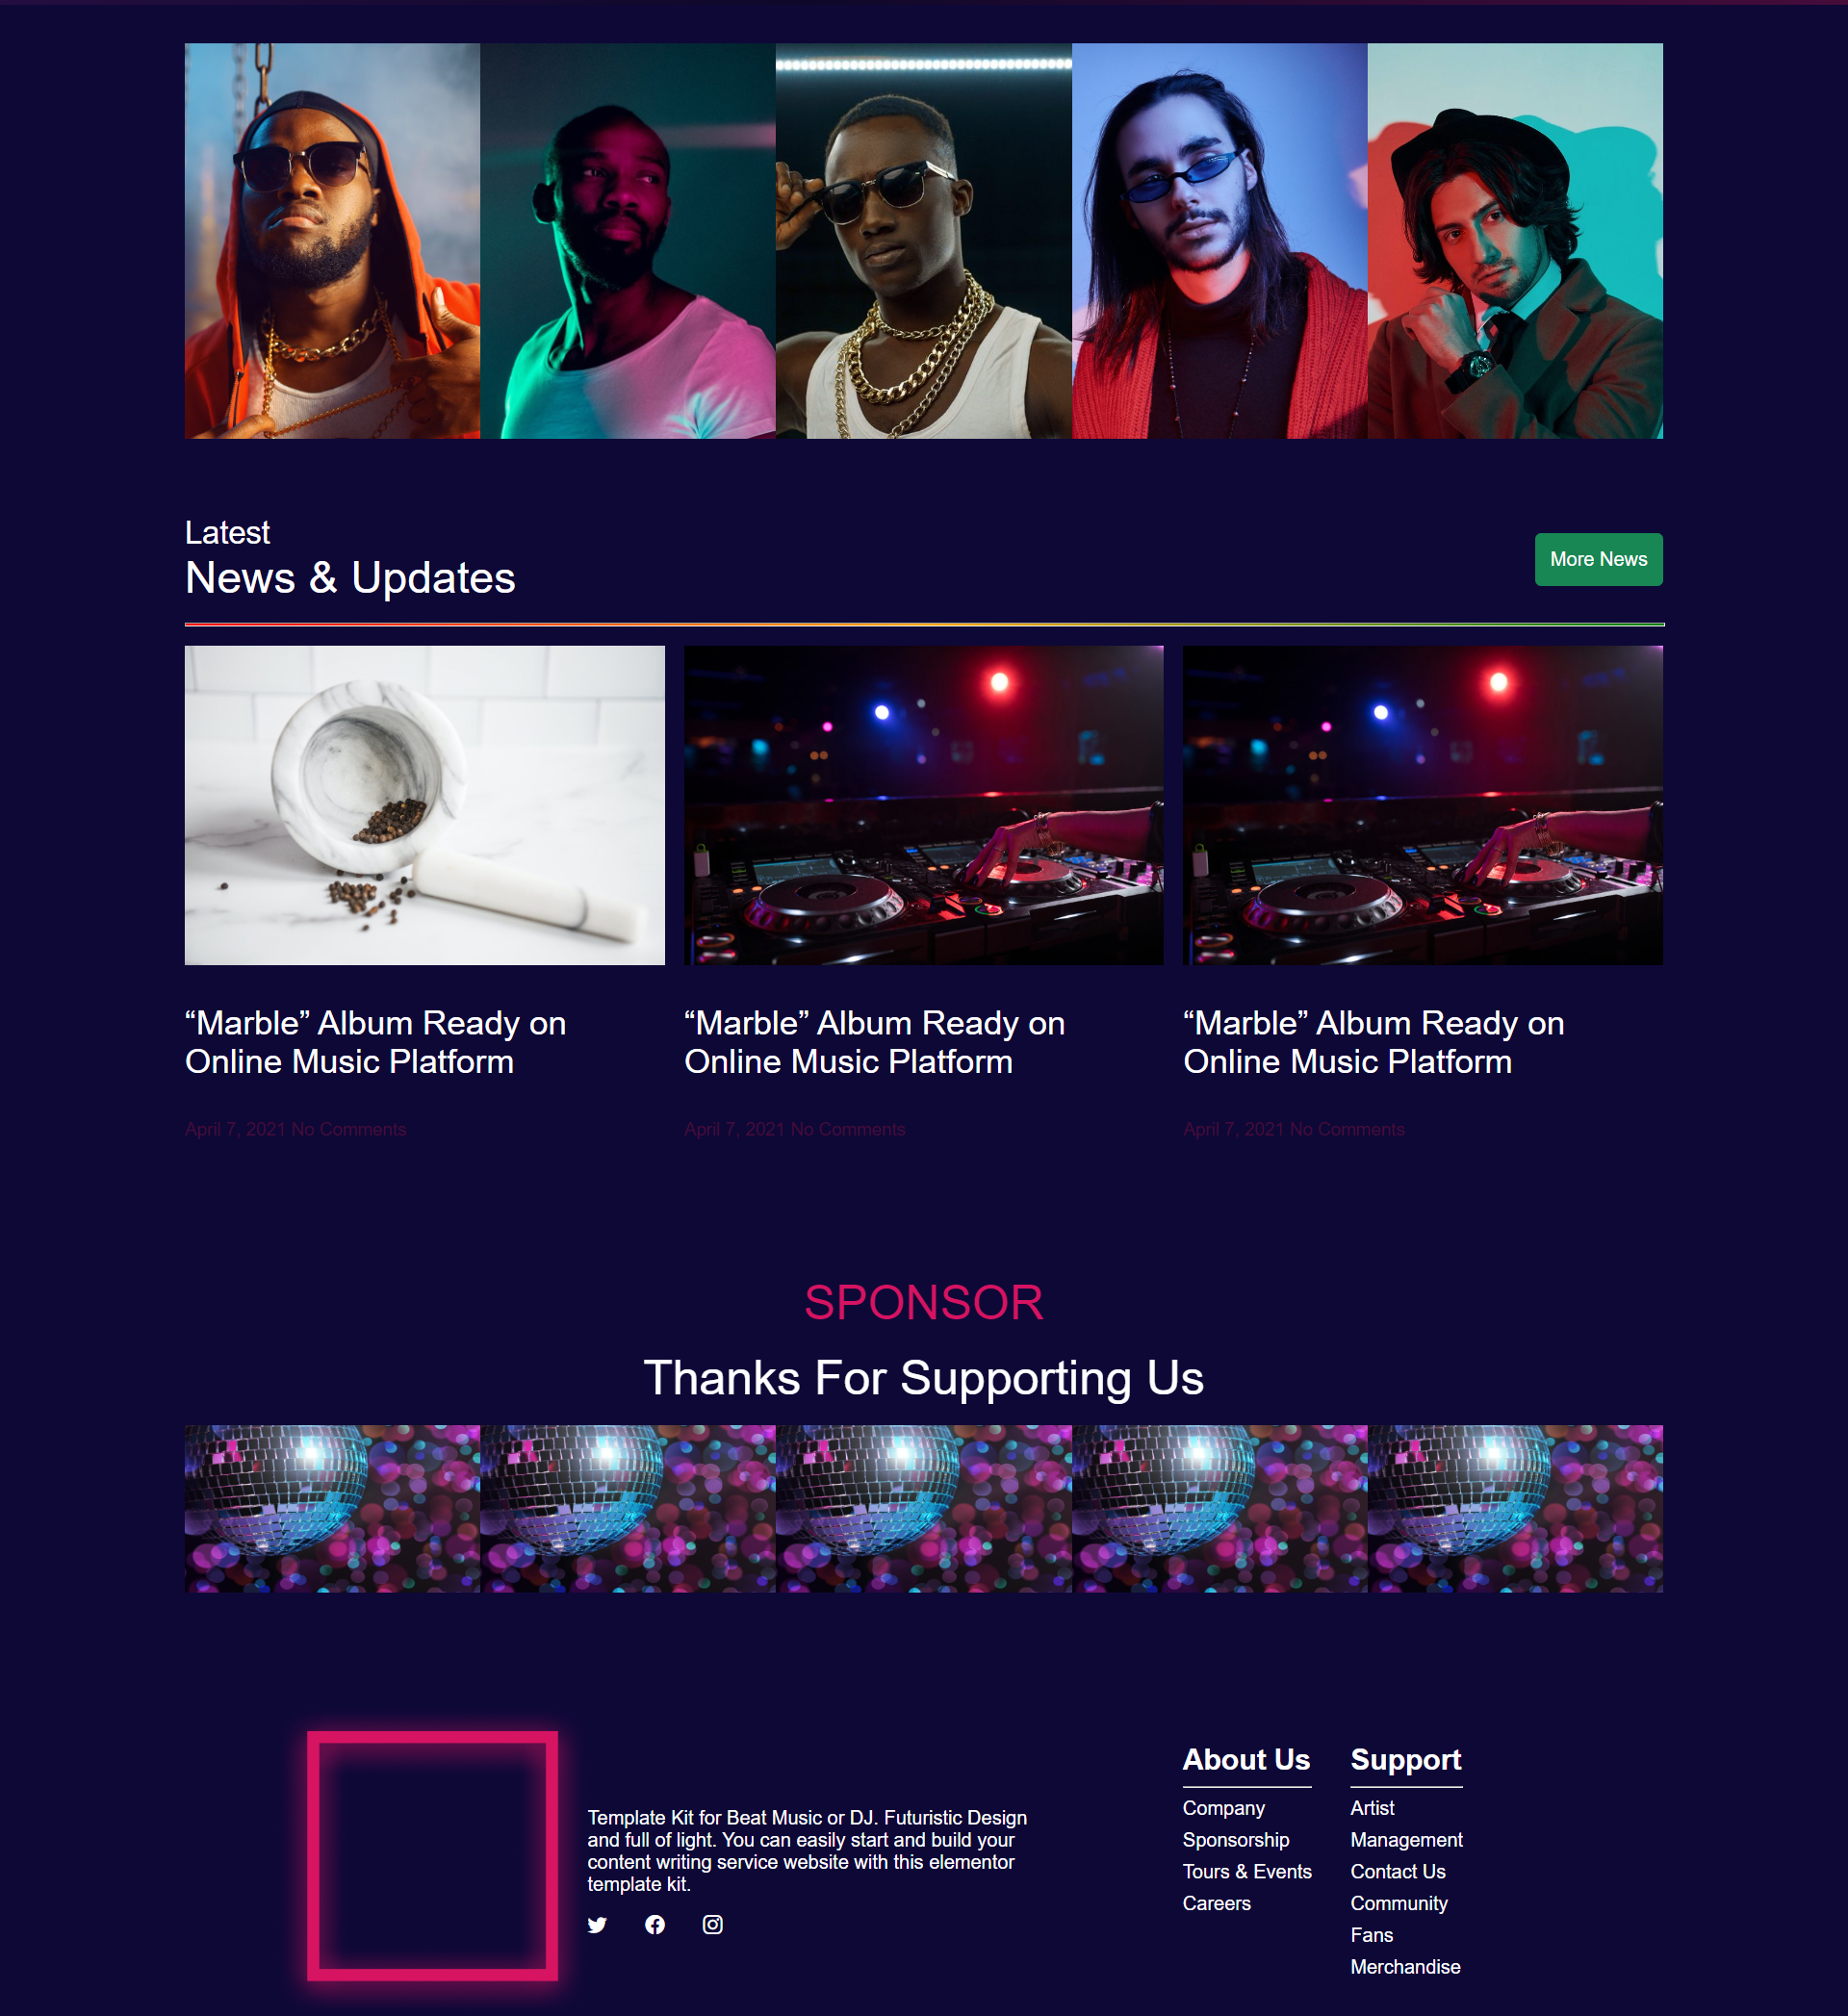 Latest
News & Updates
More News
“Marble” Album Ready on
Online Music Platform
April 7, 2021 No Comments
“Marble” Album Ready on
Online Music Platform
April 7, 2021 No Comments
“Marble” Album Ready on
Online Music Platform
April 7, 2021 No Comments
SPONSOR
Thanks For Supporting Us
Template Kit for Beat Music or DJ. Futuristic Design
and full of light. You can easily start and build your
content writing service website with this elementor
template kit.
About Us
Company
Sponsorship
Tours & Events
Careers
Support
Artist
Management
Contact Us
Community
Fans
Merchandise